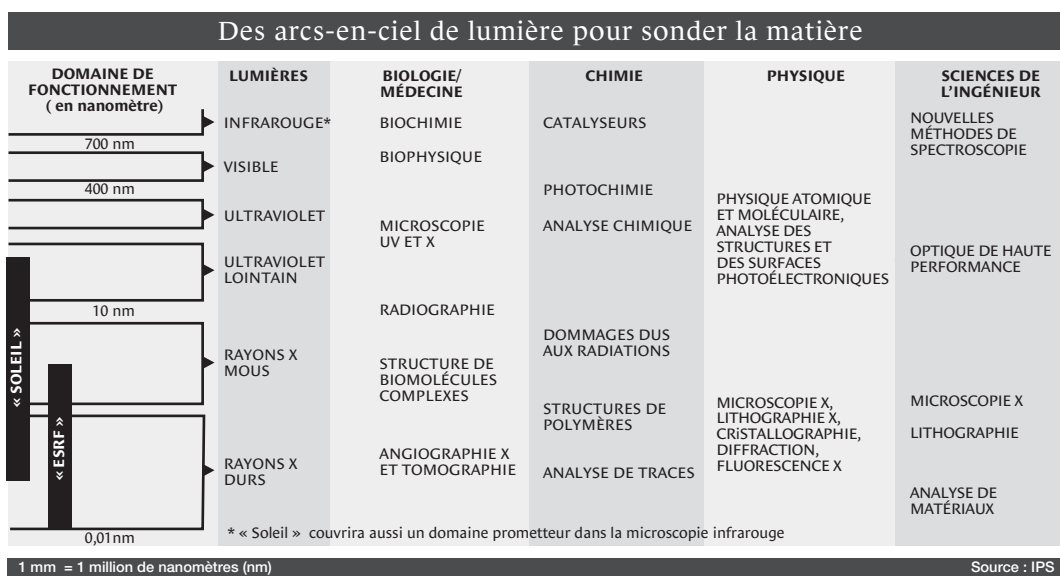 Des arcs-en-ciel de lumière pour sonder la matière
DOMAINE DE
FONCTIONNEMENT
( en nanomètre)
700 nm
400 nm
10 nm
0,01nm
« SOLEIL »
« ESRF »
LUMIÈRES
INFRAROUGE*
VISIBLE
ULTRAVIOLET
ULTRAVIOLET
LOINTAIN
RAYONS X
MOUS
RAYONS X
DURS
BIOLOGIE/
MÉDECINE
BIOCHIMIE
BIOPHYSIQUE
MICROSCOPIE
UV ET X
RADIOGRAPHIE
STRUCTURE DE
BIOMOLÉCULES
COMPLEXES
ANGIOGRAPHIE X
ET TOMOGRAPHIE
CHIMIE
CATALYSEURS
PHOTOCHIMIE
ANALYSE CHIMIQUE
DOMMAGES DUS
AUX RADIATIONS
STRUCTURES DE
POLYMÈRES
ANALYSE DE TRACES
PHYSIQUE
PHYSIQUE ATOMIQUE
ET MOLÉCULAIRE,
ANALYSE DES
STRUCTURES ET
DES SURFACES
PHOTOÉLECTRONIQUES
MICROSCOPIE X,
LITHOGRAPHIE X,
CRiSTALLOGRAPHIE,
DIFFRACTION,
FLUORESCENCE X
SCIENCES DE
L'INGÉNIEUR
NOUVELLES
MÉTHODES DE
SPECTROSCOPIE
OPTIQUE DE HAUTE
PERFORMANCE
MICROSCOPIE X
LITHOGRAPHIE
ANALYSE DE
MATÉRIAUX
* « Soleil » couvrira aussi un domaine prometteur dans la microscopie infrarouge
1 mm = 1 million de nanomètres (nm)
Source : IPS